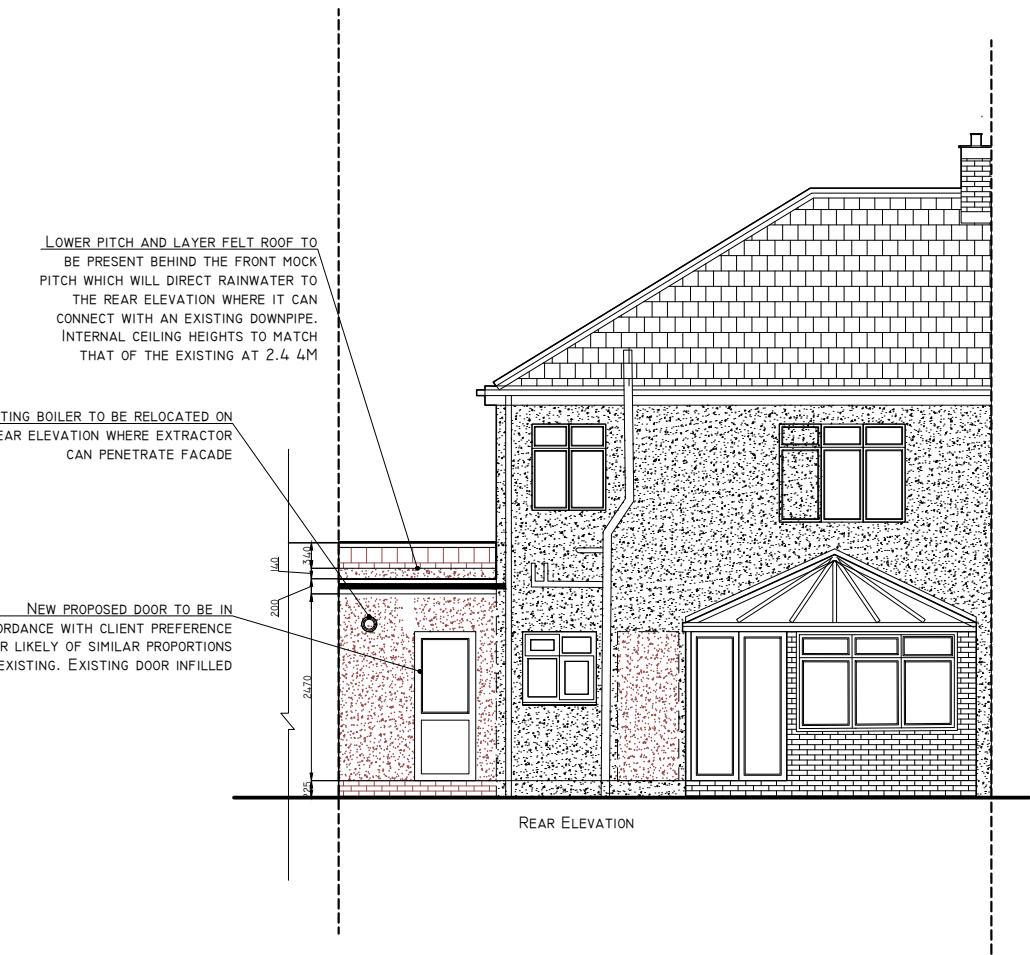 LOWER PITCH AND LAYER FELT ROOF TO
BE PRESENT BEHIND THE FRONT MOCK
PITCH WHICH WILL DIRECT RAINWATER TO
THE REAR ELEVATION WHERE IT CAN
CONNECT WITH AN EXISTING DOWNPIPE.
INTERNAL CEILING HEIGHTS TO MATCH
THAT OF THE EXISTING AT 2.4 4M
TING BOILER TO BE RELOCATED ON
EAR ELEVATION WHERE EXTRACTOR
CAN PENETRATE FACADE
340
140
200
NEW PROPOSED DOOR TO BE IN
ORDANCE WITH CLIENT PREFERENCE
R LIKELY OF SIMILAR PROPORTIONS
EXISTING. EXISTING DOOR INFILLED
2470
225
REAR ELEVATION